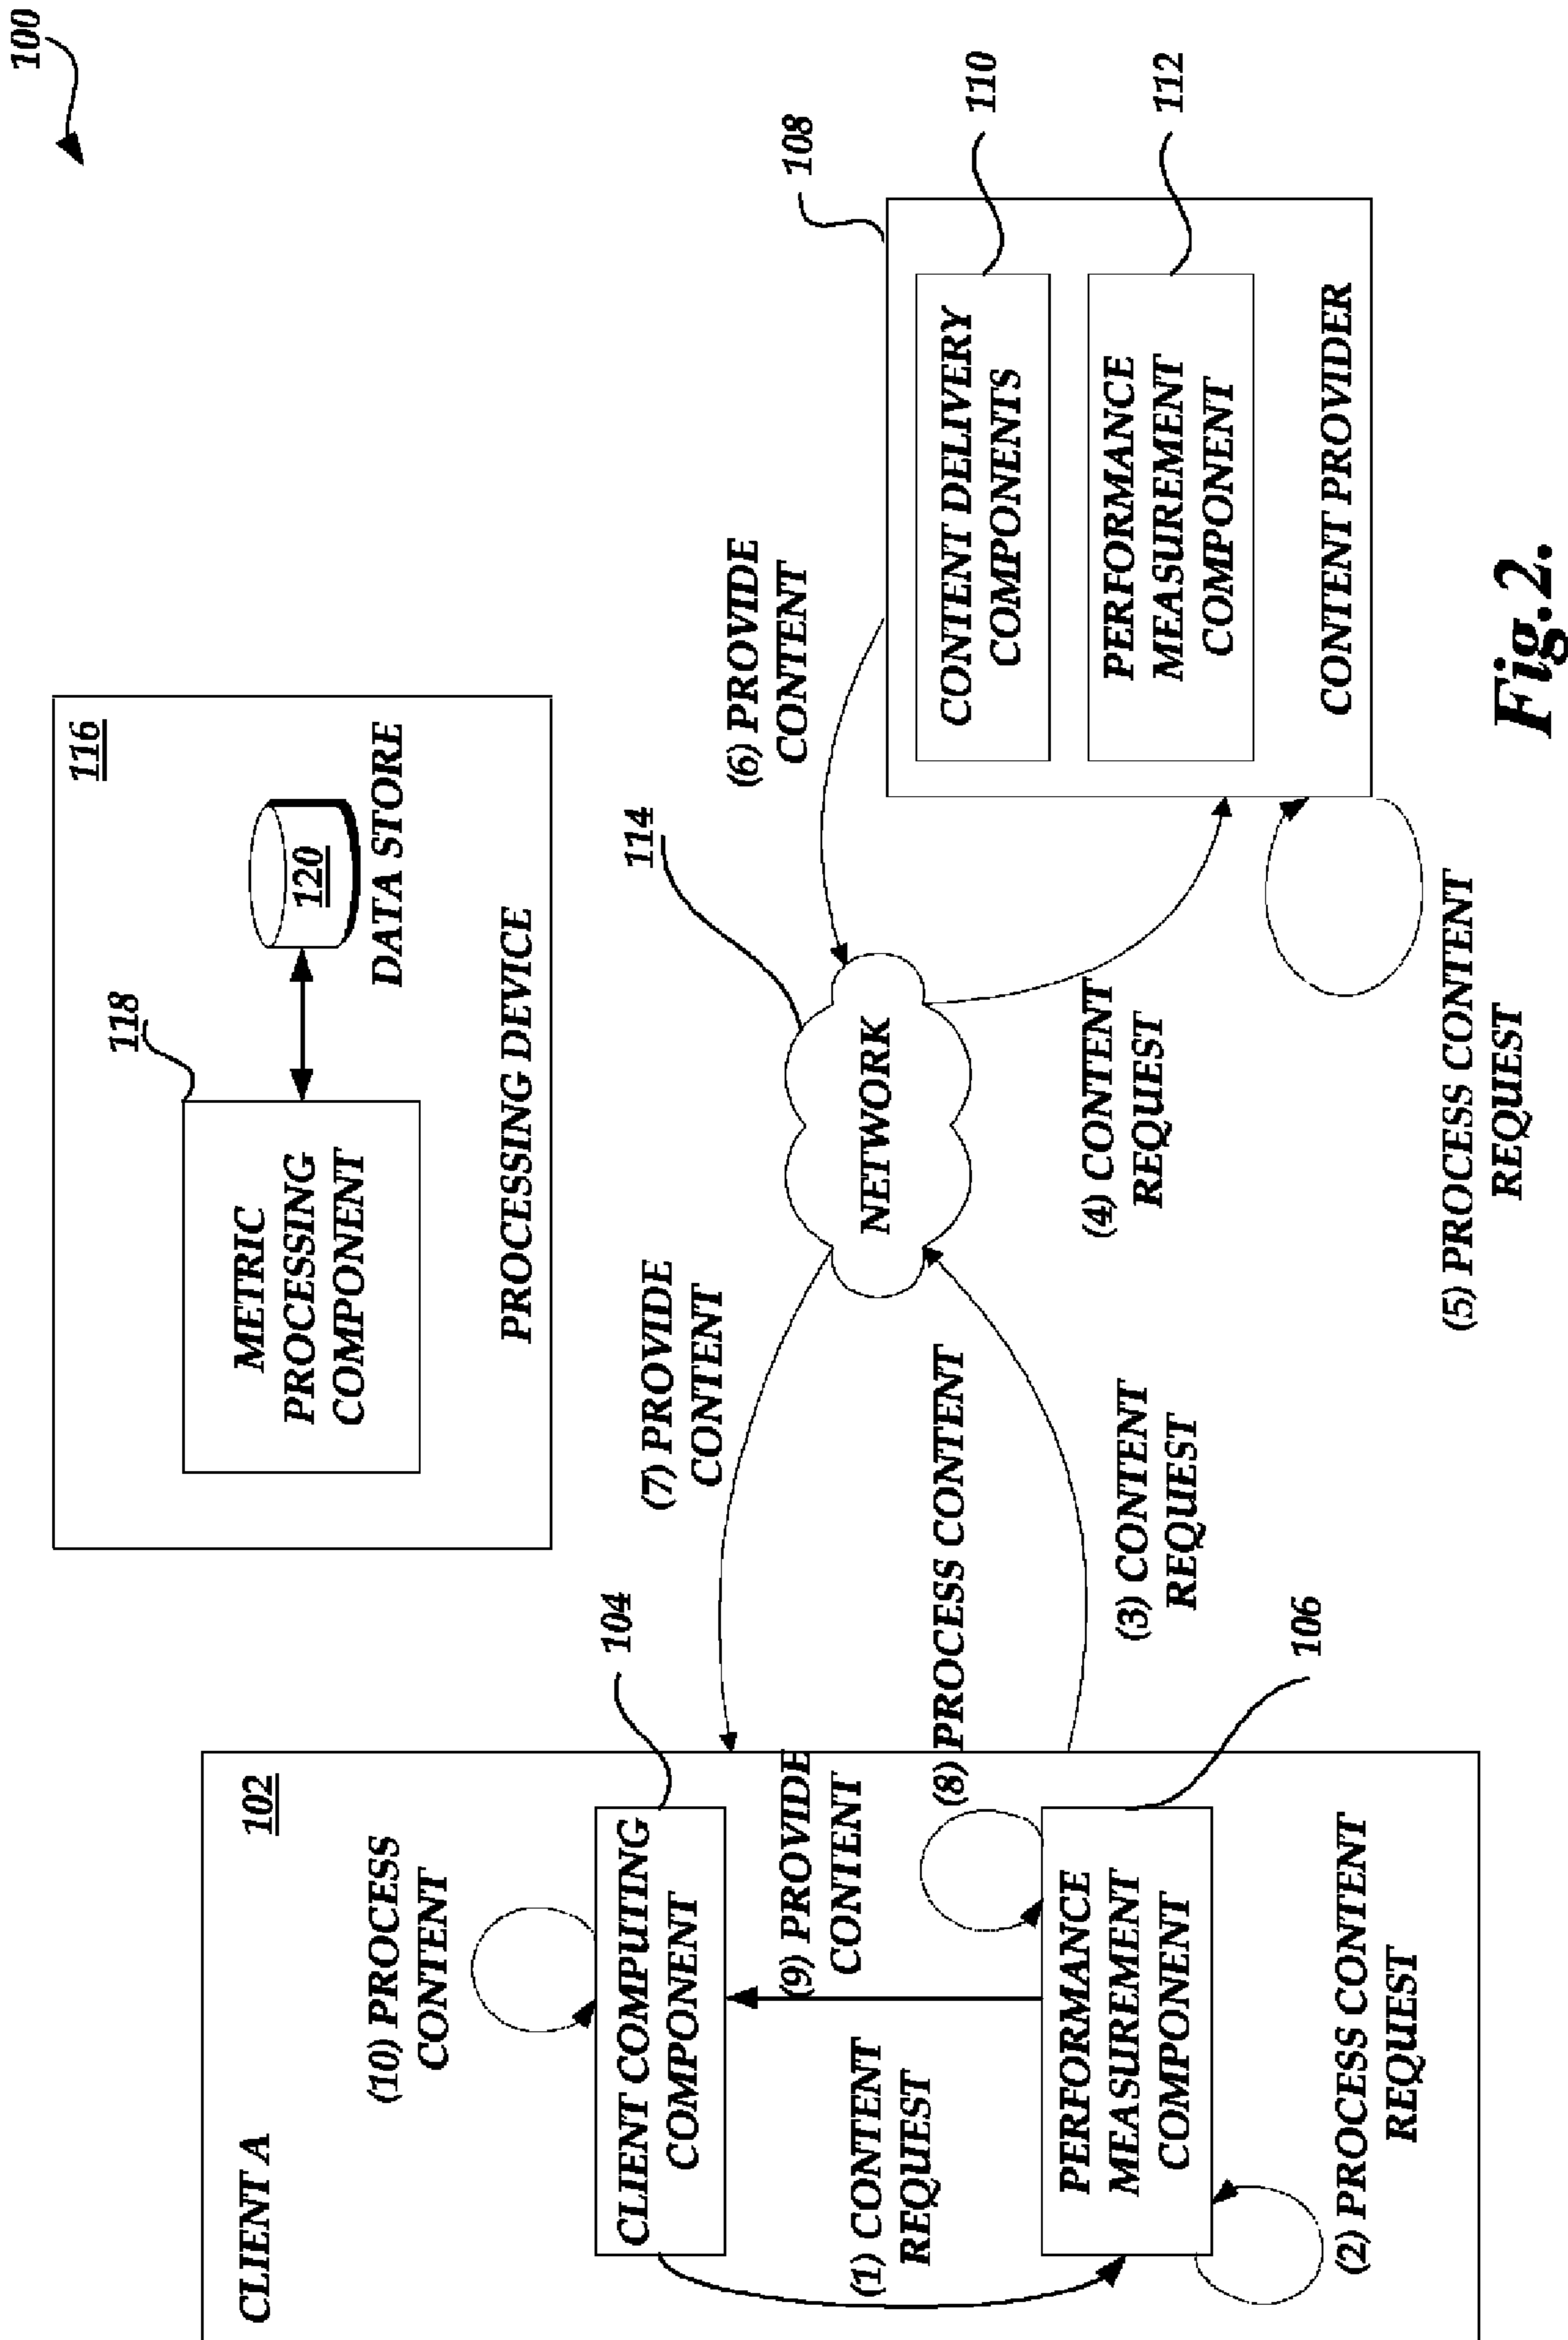 100
CLIENT A
102
(10) PROCESS
CONTENT
CLIENT COMPUTING
COMPONENT
104
(1) CONTENT
REQUEST
(9) PROVIDE
CONTENT
PERFORMANCE
MEASUREMENT
COMPONENT
106
(8) PROCESS CONTENT
(2) PROCESS CONTENT
REQUEST
(3) CONTENT
REQUEST
(7) PROVIDE
CONTENT
116
118
METRIC
PROCESSING
COMPONENT
120
DATA STORE
PROCESSING DEVICE
114
NETWORK
(6) PROVIDE
CONTENT
(4) CONTENT
REQUEST
(5) PROCESS CONTENT
REQUEST
108
CONTENT DELIVERY
COMPONENTS
110
PERFORMANCE
MEASUREMENT
COMPONENT
112
CONTENT PROVIDER
Fig.2.